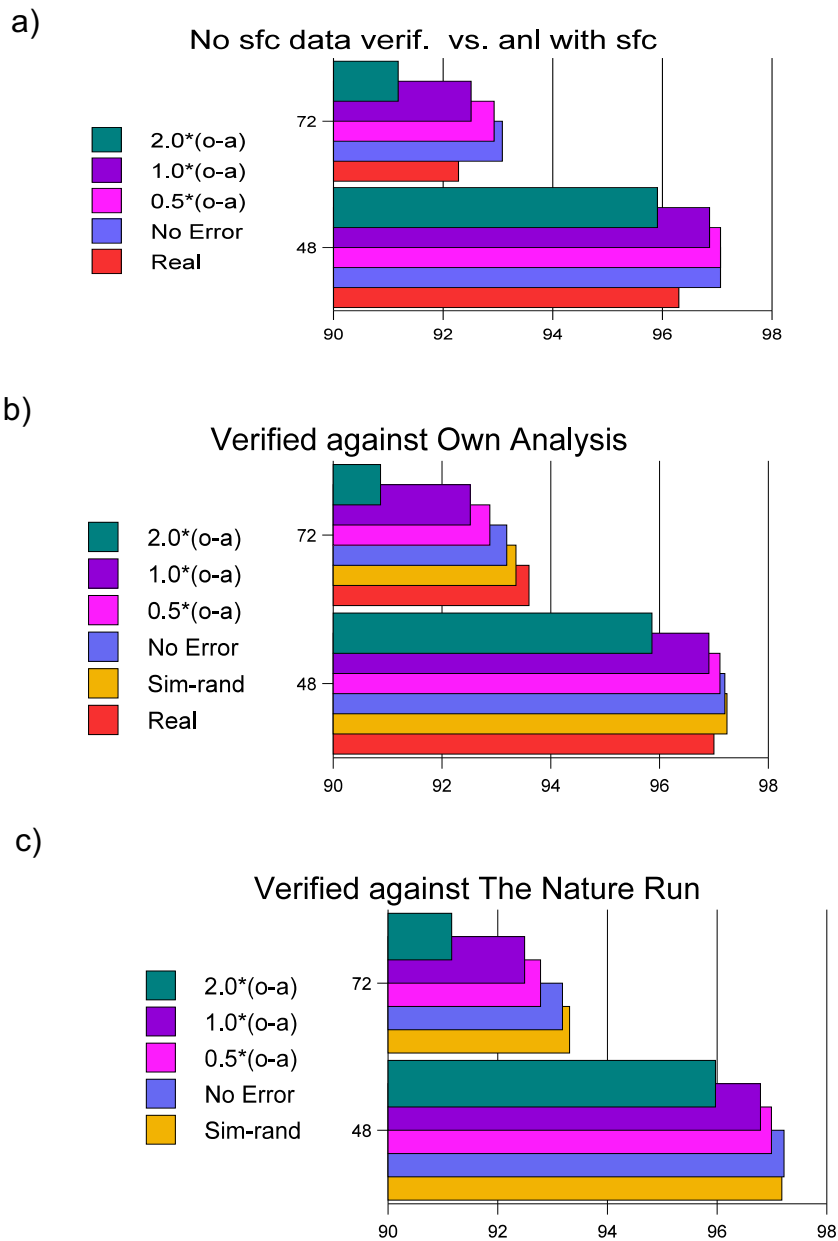 a)
No sfc data verif. vs. anl with sfc
2.0*(o-a)
1.0*(o-a)
0.5*(o-a)
No Error
Real
72
48
90 92 94 96 98
b)
Verified against Own Analysis
2.0*(o-a)
1.0*(o-a)
0.5*(o-a)
No Error
Sim-rand
Real
72
48
90 92 94 96 98
c)
Verified against The Nature Run
2.0*(o-a)
1.0*(o-a)
0.5*(o-a)
No Error
Sim-rand
72
48
90 92 94 96 98